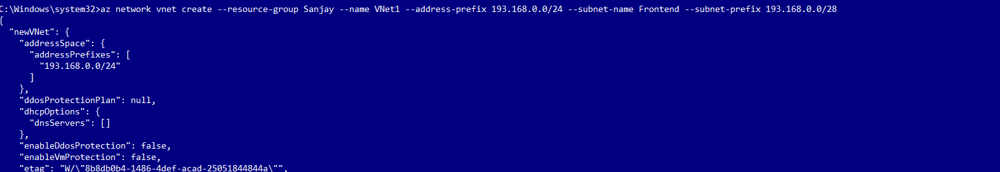 C:\Windows\system32>az network vnet create --resource-group Sanjay --name VNet1 --address-prefix 193.168.0.0/24 --subnet-name Frontend --subnet-prefix 193.168.0.0/28
{
  "newVNet": {
    "addressSpace": {
      "addressPrefixes": [
        "193.168.0.0/24"
      ]
    },
    "ddosProtectionPlan": null,
    "dhcpOptions": {
      "dnsServers": []
    },
    "enableDdosProtection": false,
    "enableVmProtection": false,
    "etag": "W/\"8b8db0b4-1486-4def-acad-25051844844a\"",